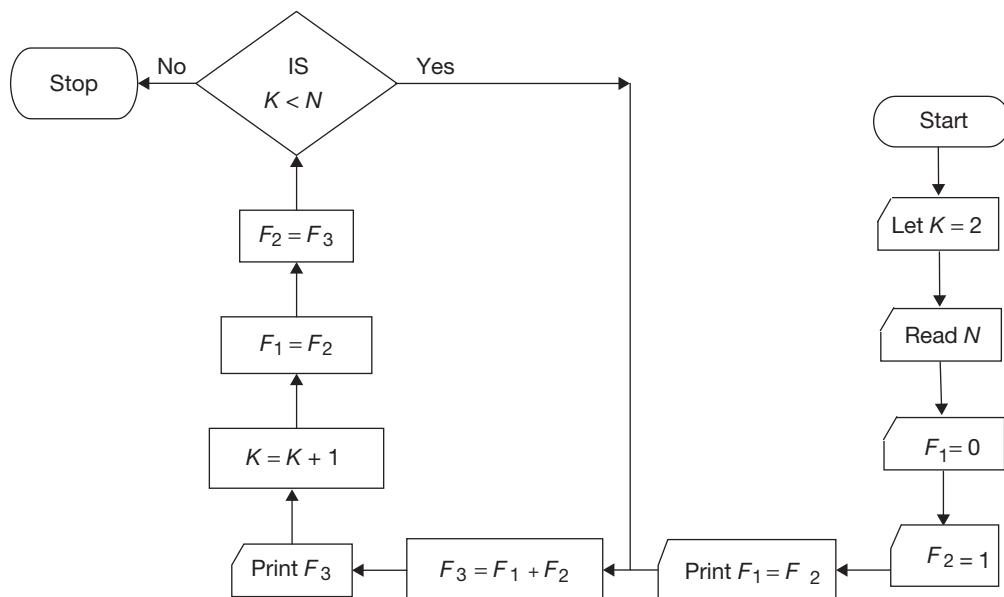 Start
Let K = 2
Read N
F₁= 0
F₂ = 1
Print F₁ = F ₂
F₃ = F₁ + F₂
Print F₃
K = K + 1
F₁ = F₂
F₂ = F₃
IS
K < N
Yes
No
Stop